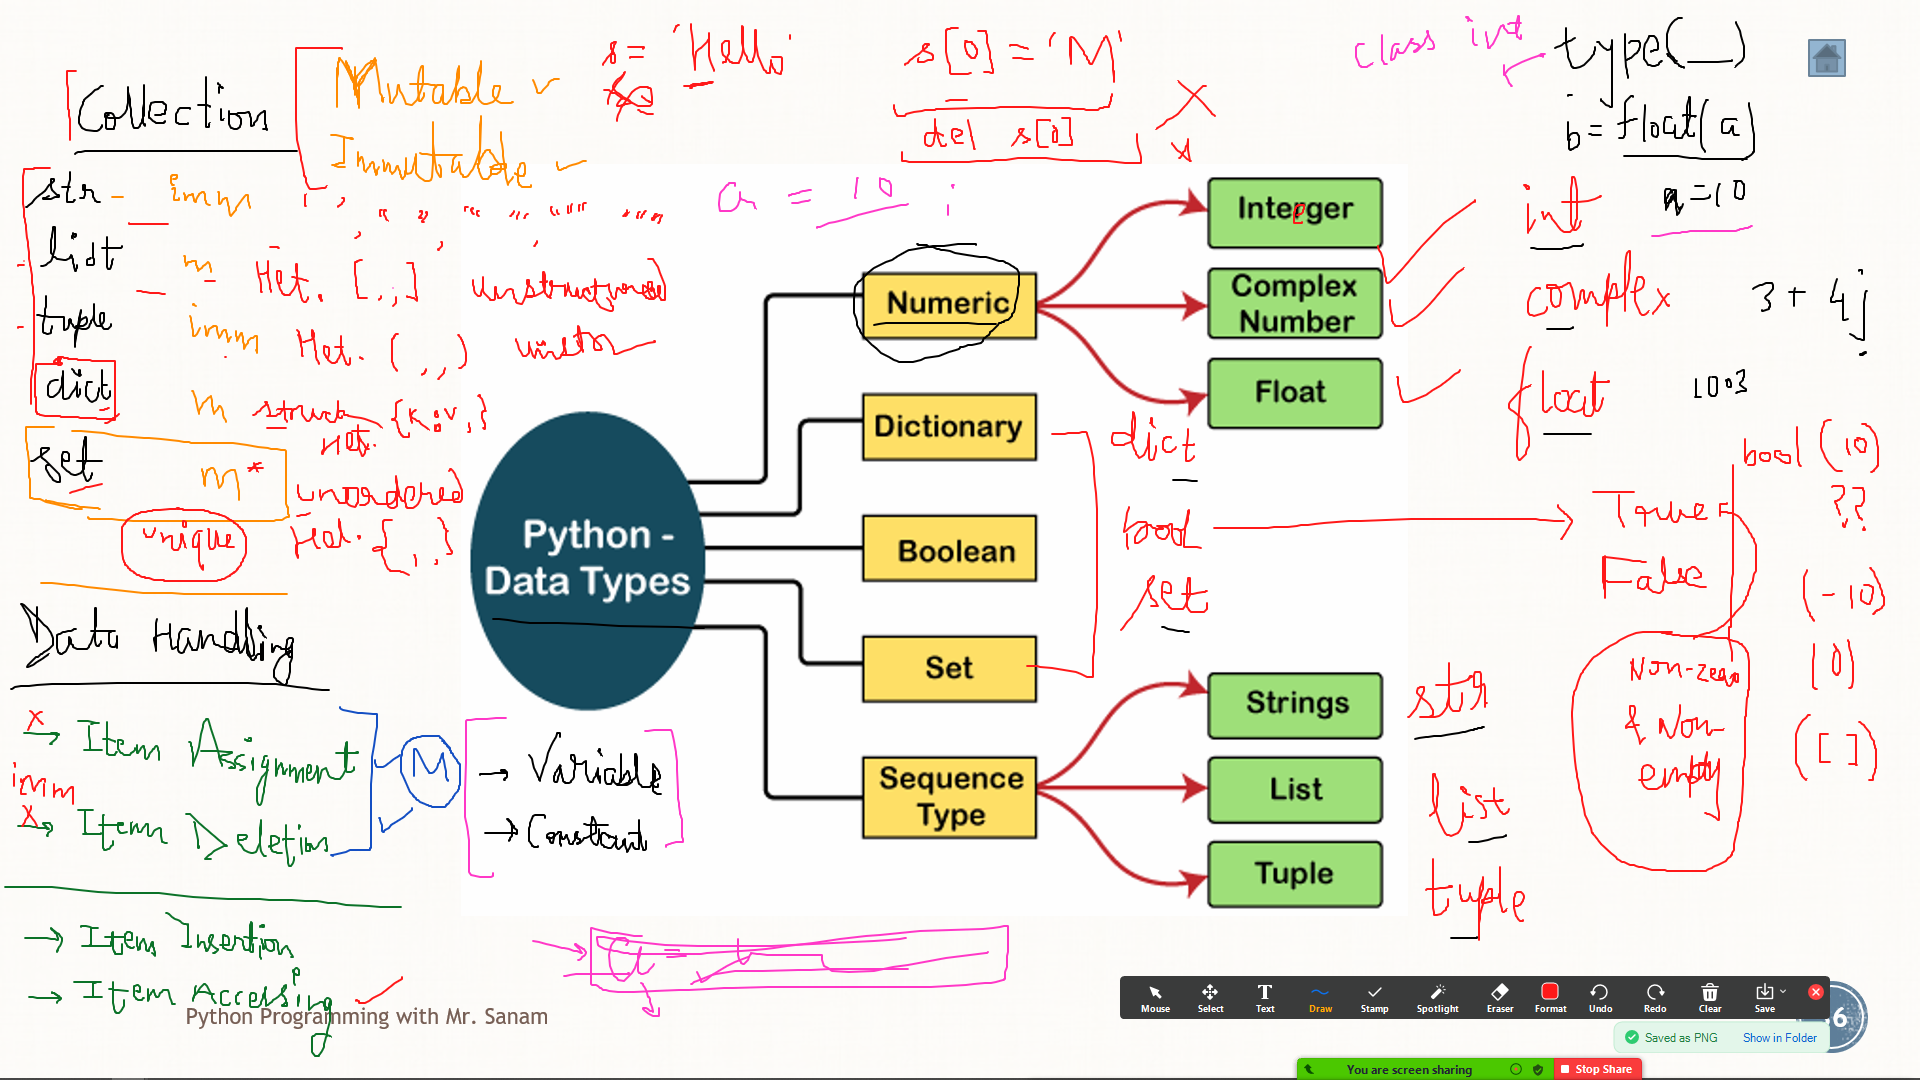 Collection
Mutable
Immutable
s = 'Hello'
s[0] = 'M'
del s[0]
class int
type(__)
b = float(a)
a = 10
a = 10 i
str - imm
list - m - Het. [ , , ] unstructured
tuple imm Het. ( , , ) unstr
dict m struct Het. { K:V, }
set m* unordered
unique Het. { , , }
Python -
Data Types
Numeric
Dictionary
Boolean
Set
Sequence
Type
Integer
Complex
Number
Float
Strings
List
Tuple
int
complex 3 + 4j
float 1003
dict
bool
set
str
list
tuple
bool (10)
??
True
False
(-10)
(0)
([ ])
Non-zero
& Non-
empty
Data Handling
x → Item Assignment
imm
x → Item Deletion
M
→ Variable
→ Constant
→ Item Insertion
→ Item Accessing
Python Programming with Mr. Sanam
Mouse Select Text Draw Stamp Spotlight Eraser Format Undo Redo Clear Save
6
Saved as PNG Show in Folder
You are screen sharing Stop Share